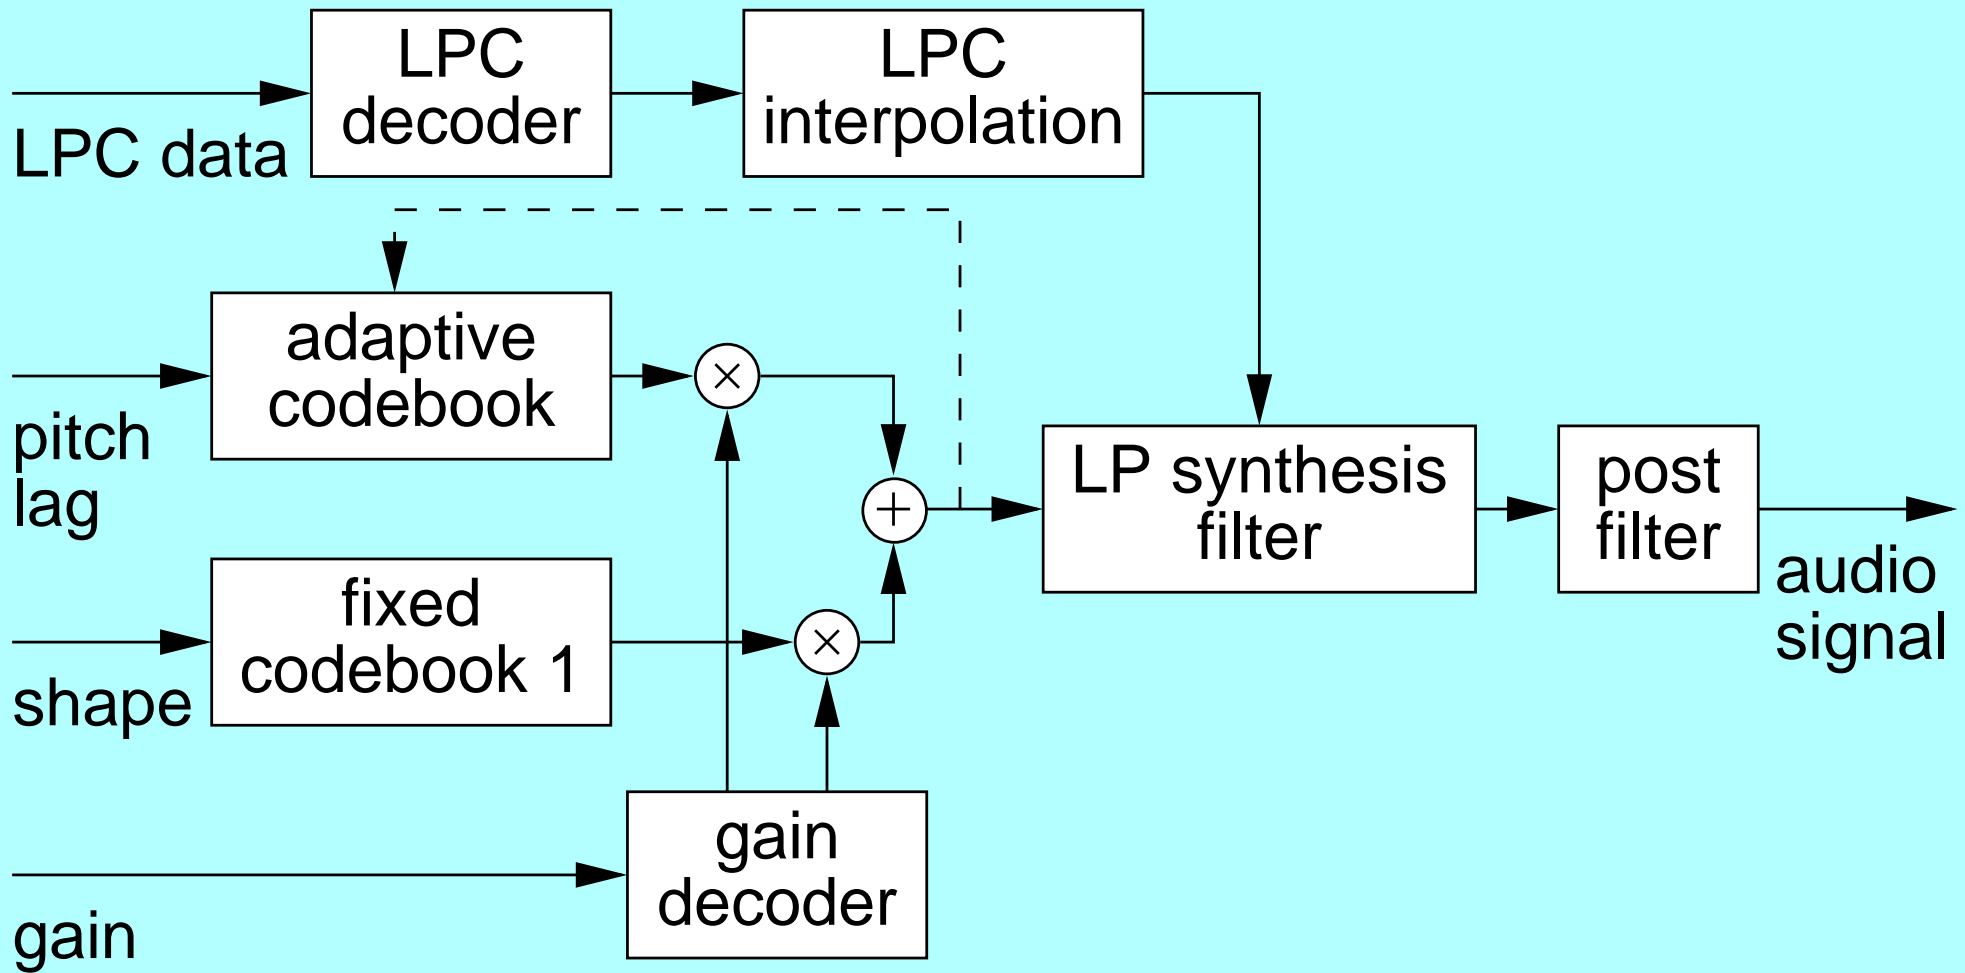 LPC
decoder
LPC
interpolation
LPC data
adaptive
codebook
pitch
lag
LP synthesis
filter
post
filter
audio
signal
fixed
codebook 1
shape
gain
decoder
gain